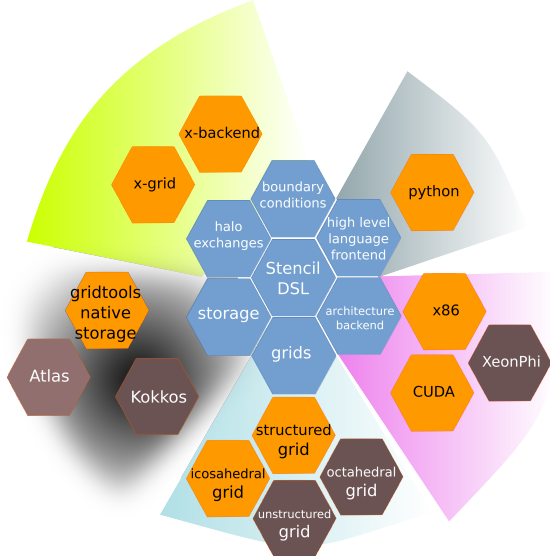 x-backend
x-grid
python
boundary
conditions
halo
exchanges
high level
language
frontend
Stencil
DSL
storage
architecture
backend
grids
gridtools
native
storage
Atlas
Kokkos
x86
XeonPhi
CUDA
structured
grid
icosahedral
grid
octahedral
grid
unstructured
grid